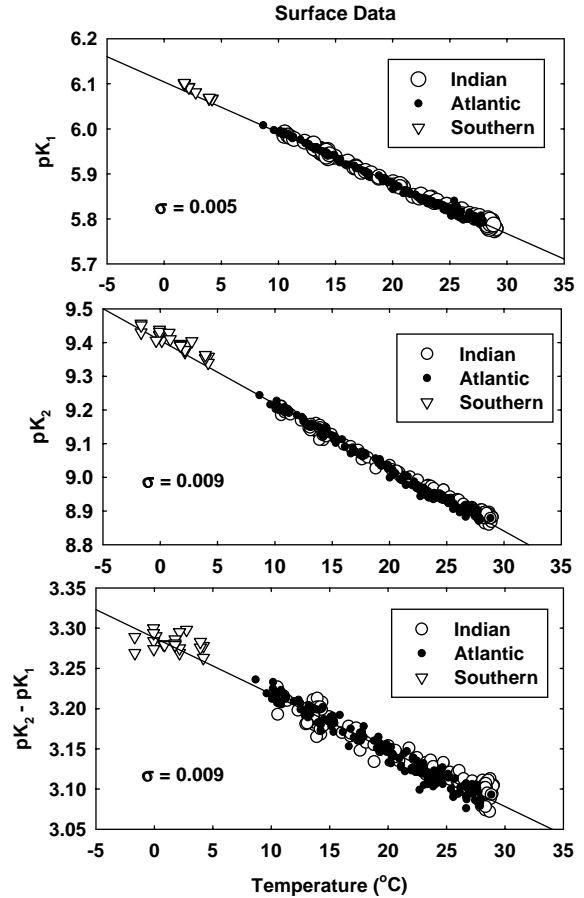 Surface Data
6.2
6.1
6.0
5.9
5.8
5.7
pK1
Indian
Atlantic
Southern
σ = 0.005
-5 0 5 10 15 20 25 30 35
9.5
9.4
9.3
9.2
9.1
9.0
8.9
8.8
pK2
Indian
Atlantic
Southern
σ = 0.009
-5 0 5 10 15 20 25 30 35
3.35
3.30
3.25
3.20
3.15
3.10
3.05
pK2 - pK1
Indian
Atlantic
Southern
σ = 0.009
-5 0 5 10 15 20 25 30 35
Temperature (°C)